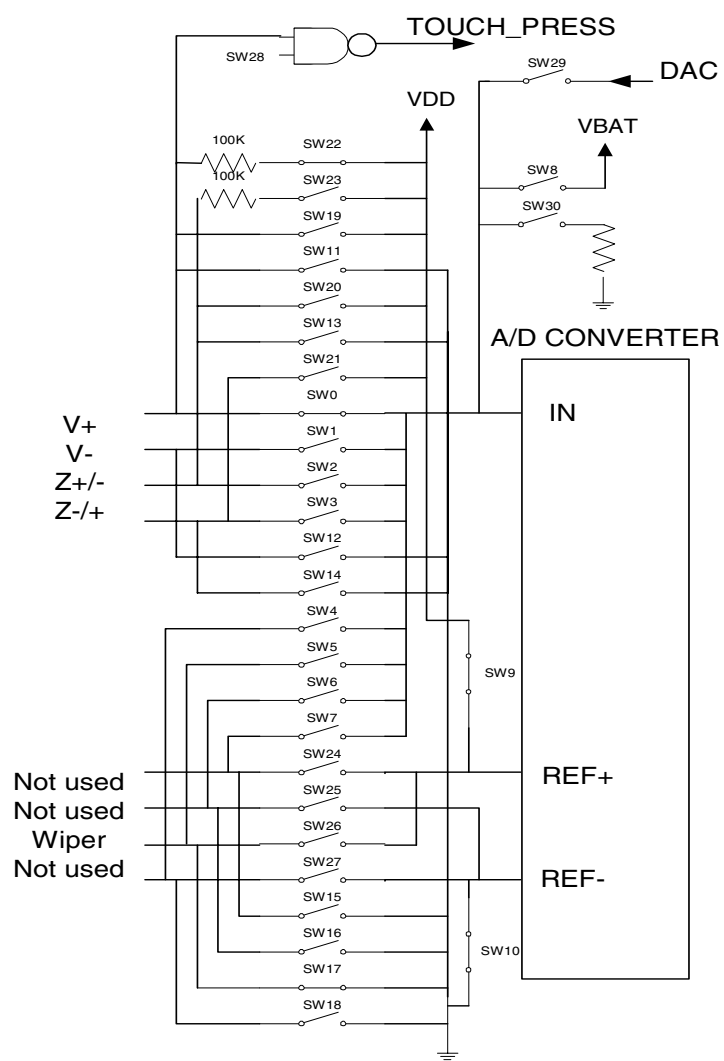 TOUCH_PRESS
SW28
SW29
DAC
VDD
VBAT
100K
SW22
SW8
100K
SW23
SW30
SW19
SW11
SW20
SW13
A/D CONVERTER
SW21
V+
SW0
IN
V-
SW1
Z+/-
SW2
Z-/+
SW3
SW12
SW14
SW4
SW5
SW9
SW6
SW7
Not used
SW24
REF+
Not used
SW25
Wiper
SW26
Not used
SW27
REF-
SW15
SW16
SW10
SW17
SW18